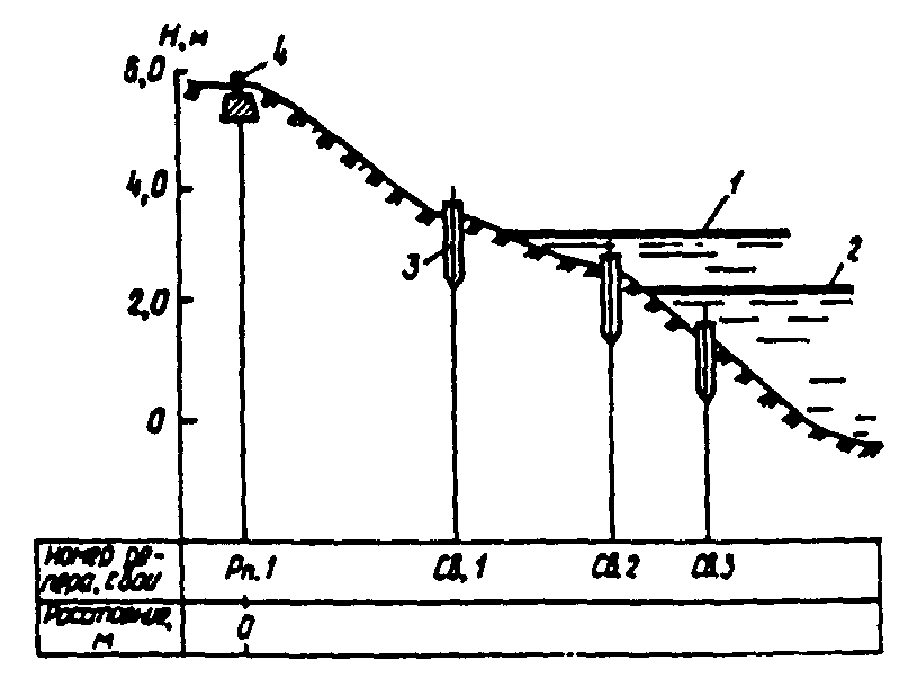 Н, м
4
6,0
4,0
1
2
3
2,0
0
Номер ре-
пера, сваи
Рп. 1
Св. 1
Св. 2
Св. 3
Расстояние,
м
0